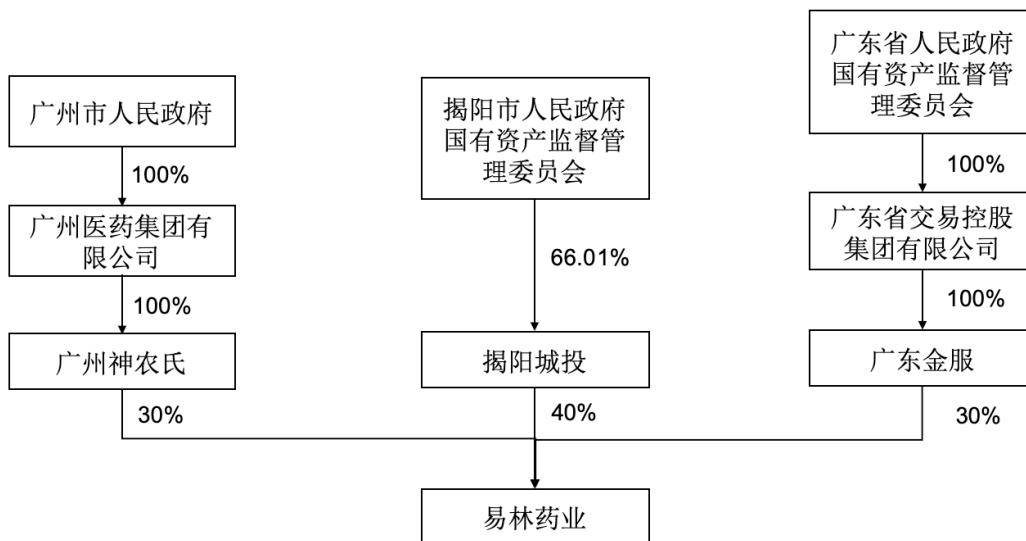 广州市人民政府
揭阳市人民政府
国有资产监督管
理委员会
广东省人民政府
国有资产监督管
理委员会
100%
66.01%
100%
广州医药集团有
限公司
广东省交易控股
集团有限公司
100%
100%
广州神农氏
揭阳城投
广东金服
30%
40%
30%
易林药业